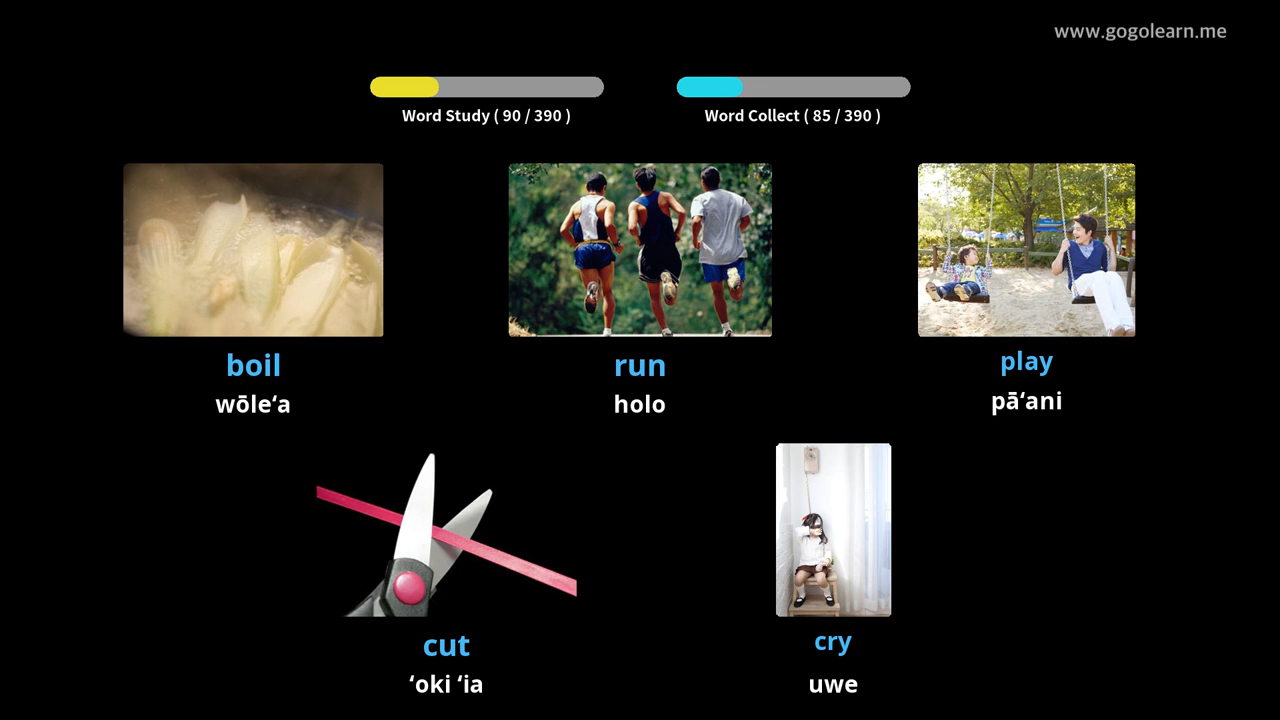 www.gogolearn.me
Word Study ( 90 / 390 )
Word Collect ( 85 / 390 )
boil
wōleʻa
run
holo
play
pāʻani
cut
ʻoki ʻia
cry
uwe